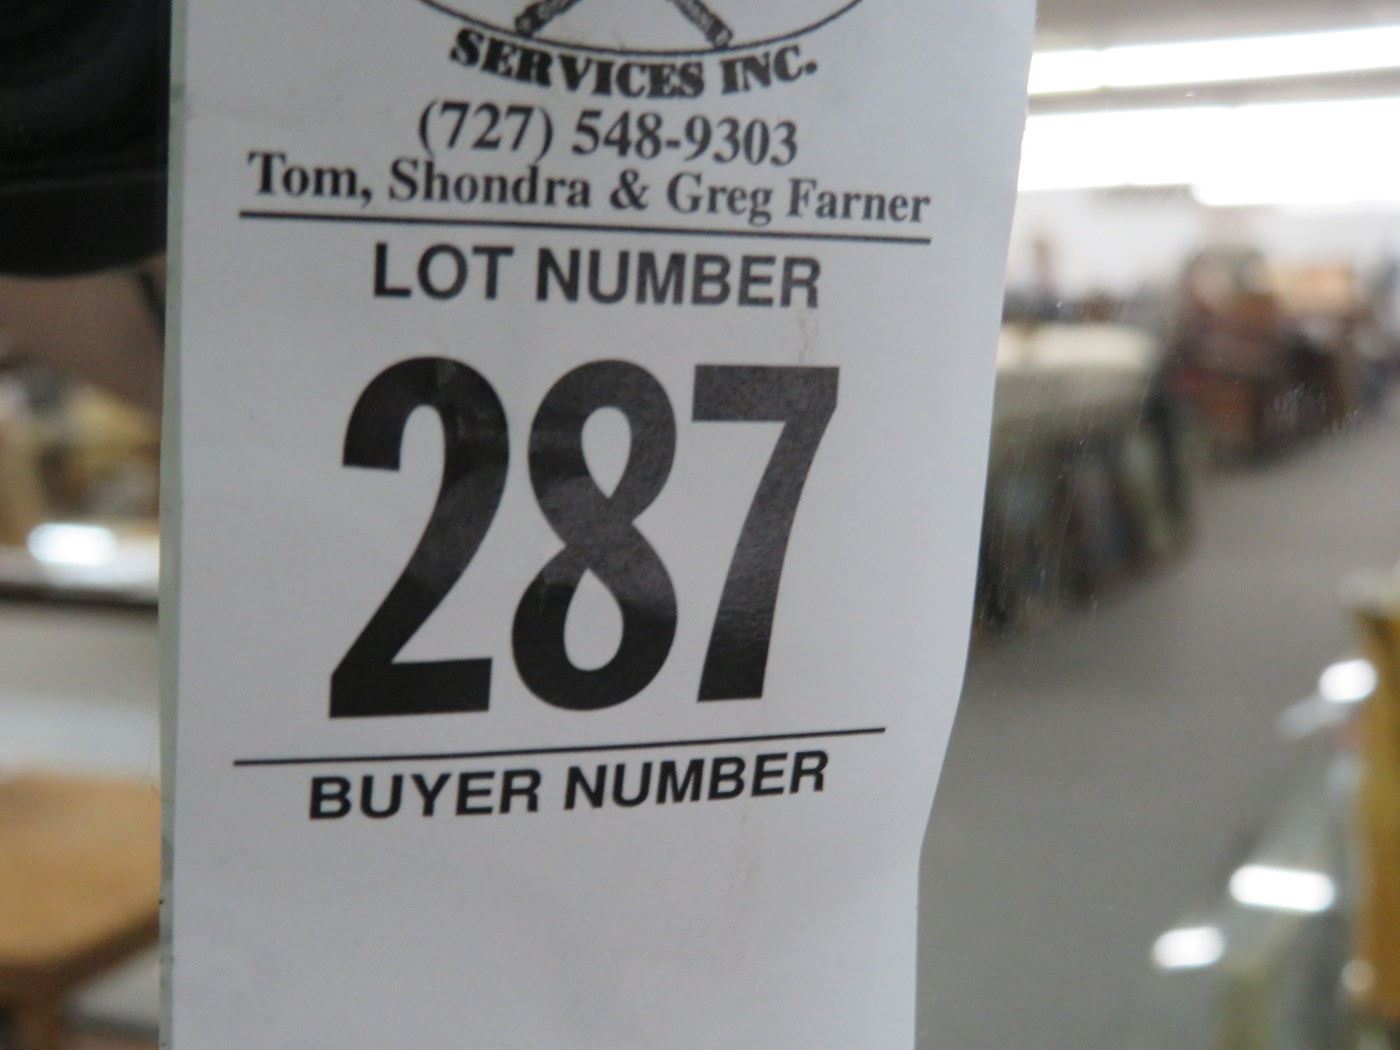 SERVICES INC.
(727) 548-9303
Tom, Shondra & Greg Farner
LOT NUMBER
287
BUYER NUMBER